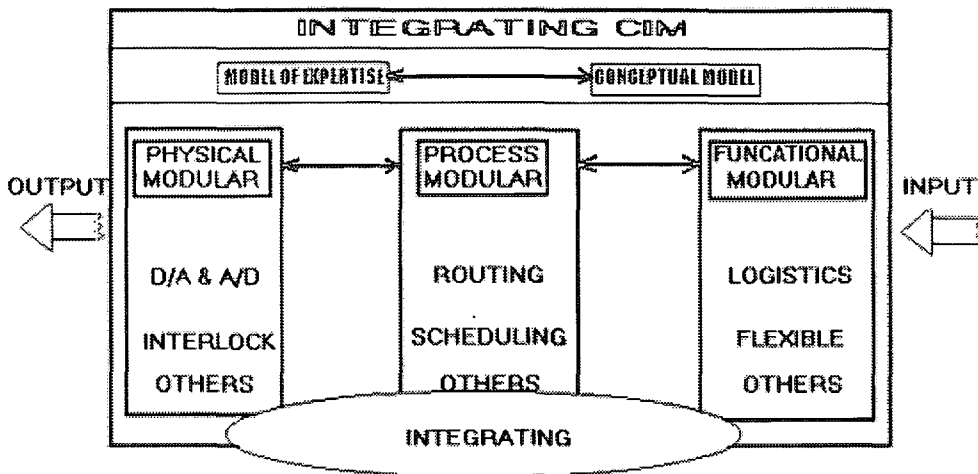 INTEGRATING CIM
MODEL OF EXPERTISE
CONCEPTUAL MODEL
PHYSICAL
MODULAR
PROCESS
MODULAR
FUNCATIONAL
MODULAR
OUTPUT
INPUT
D/A & A/D
ROUTING
LOGISTICS
INTERLOCK
SCHEDULING
FLEXIBLE
OTHERS
OTHERS
OTHERS
INTEGRATING